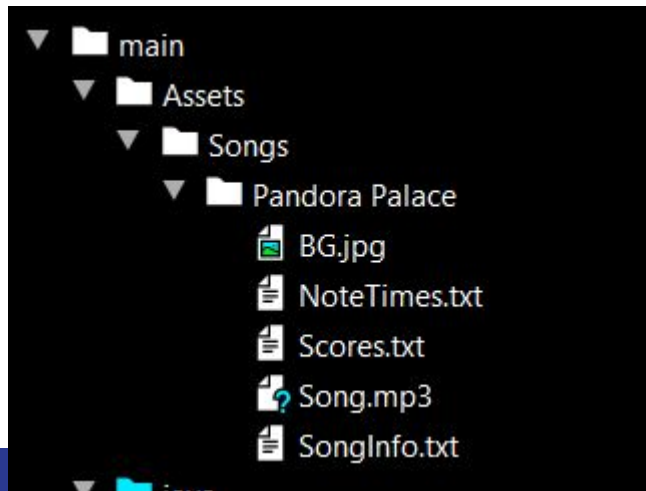 main
Assets
Songs
Pandora Palace
BG.jpg
NoteTimes.txt
Scores.txt
Song.mp3
SongInfo.txt